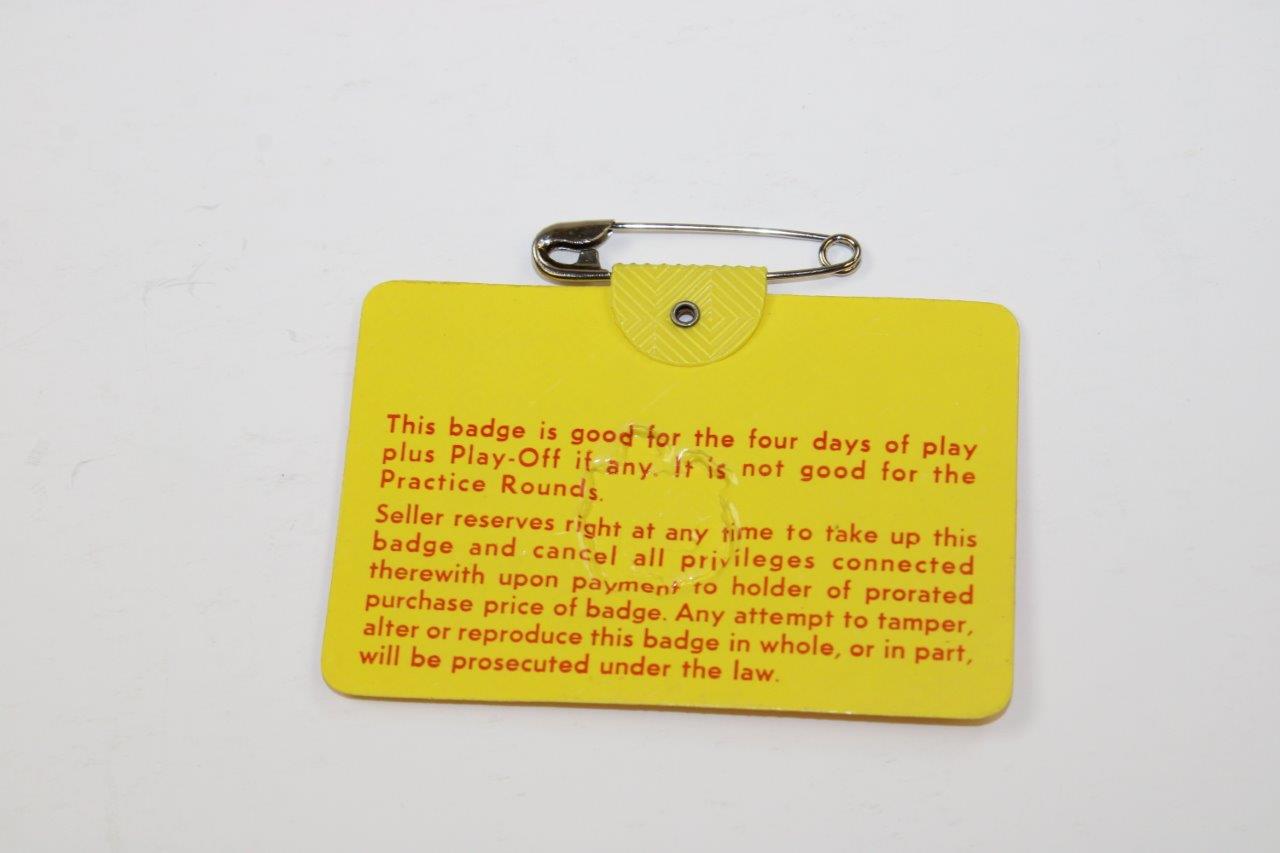 This badge is good for the four days of play
plus Play-Off if any. It is not good for the
Practice Rounds.
Seller reserves right at any time to take up this
badge and cancel all privileges connected
therewith upon payment to holder of prorated
purchase price of badge. Any attempt to tamper,
alter or reproduce this badge in whole, or in part,
will be prosecuted under the law.